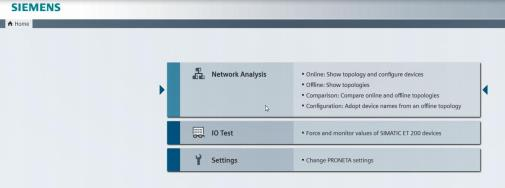 SIEMENS
Home
Network Analysis
• Online: Show topology and configure devices
• Offline: Show topologies
• Comparison: Compare online and offline topologies
• Configuration: Adopt device names from an offline topology
IO Test
• Force and monitor values of SIMATIC ET 200 devices
Settings
• Change PRONETA settings